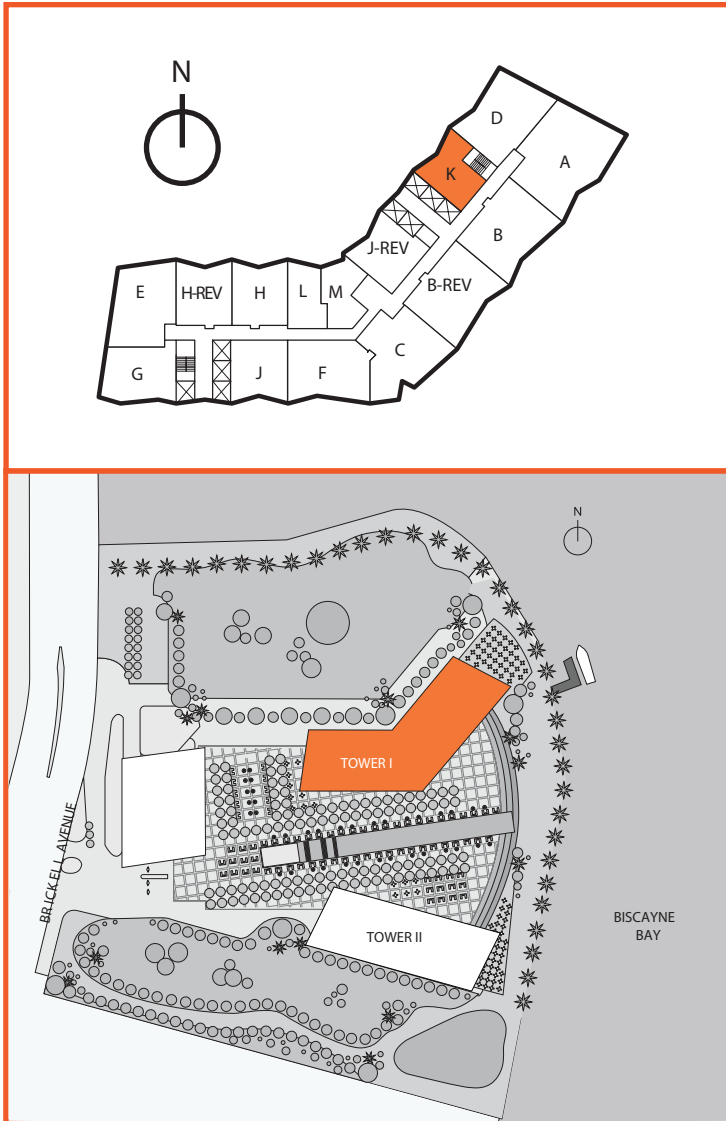 N
D
A
K
B
J-REV
B-REV
E
H-REV
H
L
M
C
G
J
F
N
TOWER I
BRICKELL AVENUE
BISCAYNE
BAY
TOWER II